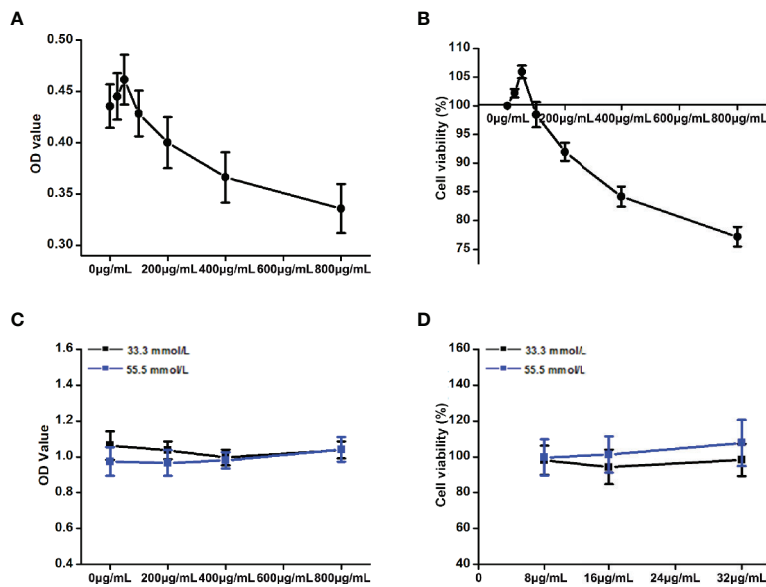 A
OD value
0.50
0.45
0.40
0.35
0.30
0μg/mL 200μg/mL 400μg/mL 600μg/mL 800μg/mL
B
Cell viability (%)
110
105
100
95
90
85
80
75
0μg/mL 200μg/mL 400μg/mL 600μg/mL 800μg/mL
C
33.3 mmol/L
55.5 mmol/L
OD Value
1.6
1.4
1.2
1.0
0.8
0.6
0.4
0μg/mL 200μg/mL 400μg/mL 600μg/mL 800μg/mL
D
33.3 mmol/L
55.5 mmol/L
Cell viability (%)
160
140
120
100
80
60
40
0 8μg/mL 16μg/mL 24μg/mL 32μg/mL